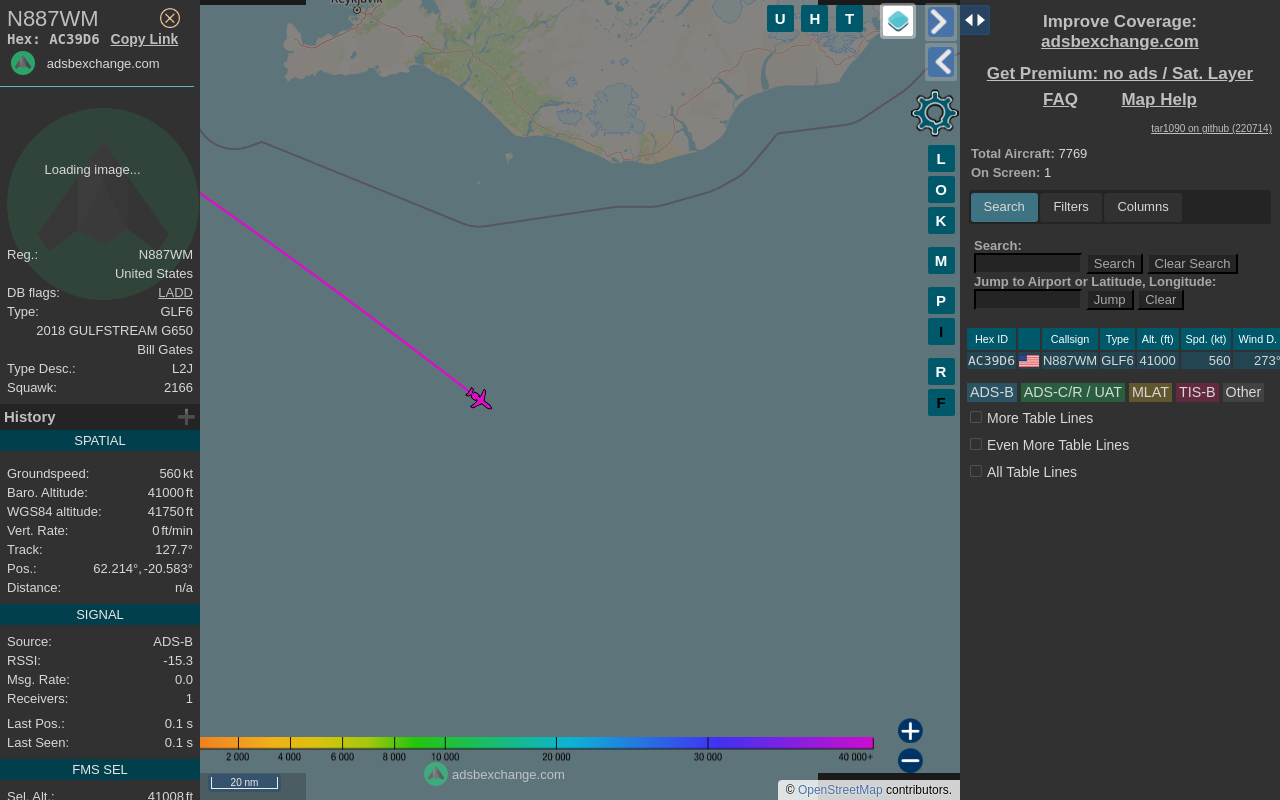 N887WM
Hex: AC39D6 Copy Link
adsbexchange.com
Loading image...
Reg.: N887WM
United States
DB flags: LADD
Type: GLF6
2018 GULFSTREAM G650
Bill Gates
Type Desc.: L2J
Squawk: 2166
History
SPATIAL
Groundspeed: 560 kt
Baro. Altitude: 41000 ft
WGS84 altitude: 41750 ft
Vert. Rate: 0 ft/min
Track: 127.7°
Pos.: 62.214°, -20.583°
Distance: n/a
SIGNAL
Source: ADS-B
RSSI: -15.3
Msg. Rate: 0.0
Receivers: 1
Last Pos.: 0.1 s
Last Seen: 0.1 s
FMS SEL
Sel. Alt.: 41008 ft
Reykjavík
U H T
L
O
K
M
P
I
R
F
2 000 4 000 6 000 8 000 10 000 20 000 30 000 40 000+
adsbexchange.com
20 nm
© OpenStreetMap contributors.
Improve Coverage:
adsbexchange.com
Get Premium: no ads / Sat. Layer
FAQ Map Help
tar1090 on github (220714)
Total Aircraft: 7769
On Screen: 1
Search Filters Columns
Search:
Search Clear Search
Jump to Airport or Latitude, Longitude:
Jump Clear
Hex ID Callsign Type Alt. (ft) Spd. (kt) Wind D.
AC39D6 N887WM GLF6 41000 560 273°
ADS-B ADS-C/R / UAT MLAT TIS-B Other
More Table Lines
Even More Table Lines
All Table Lines